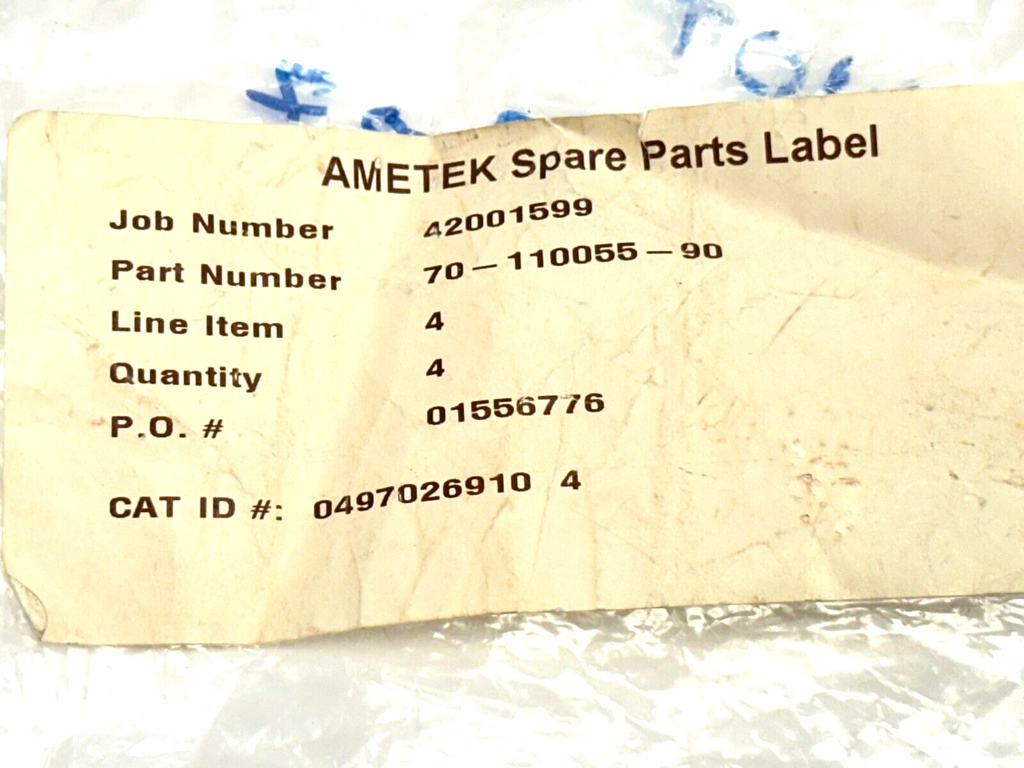 AMETEK Spare Parts Label
Job Number 42001599
Part Number 70-110055-90
Line Item 4
Quantity 4
P.O. # 01556776
CAT ID #: 0497026910 4